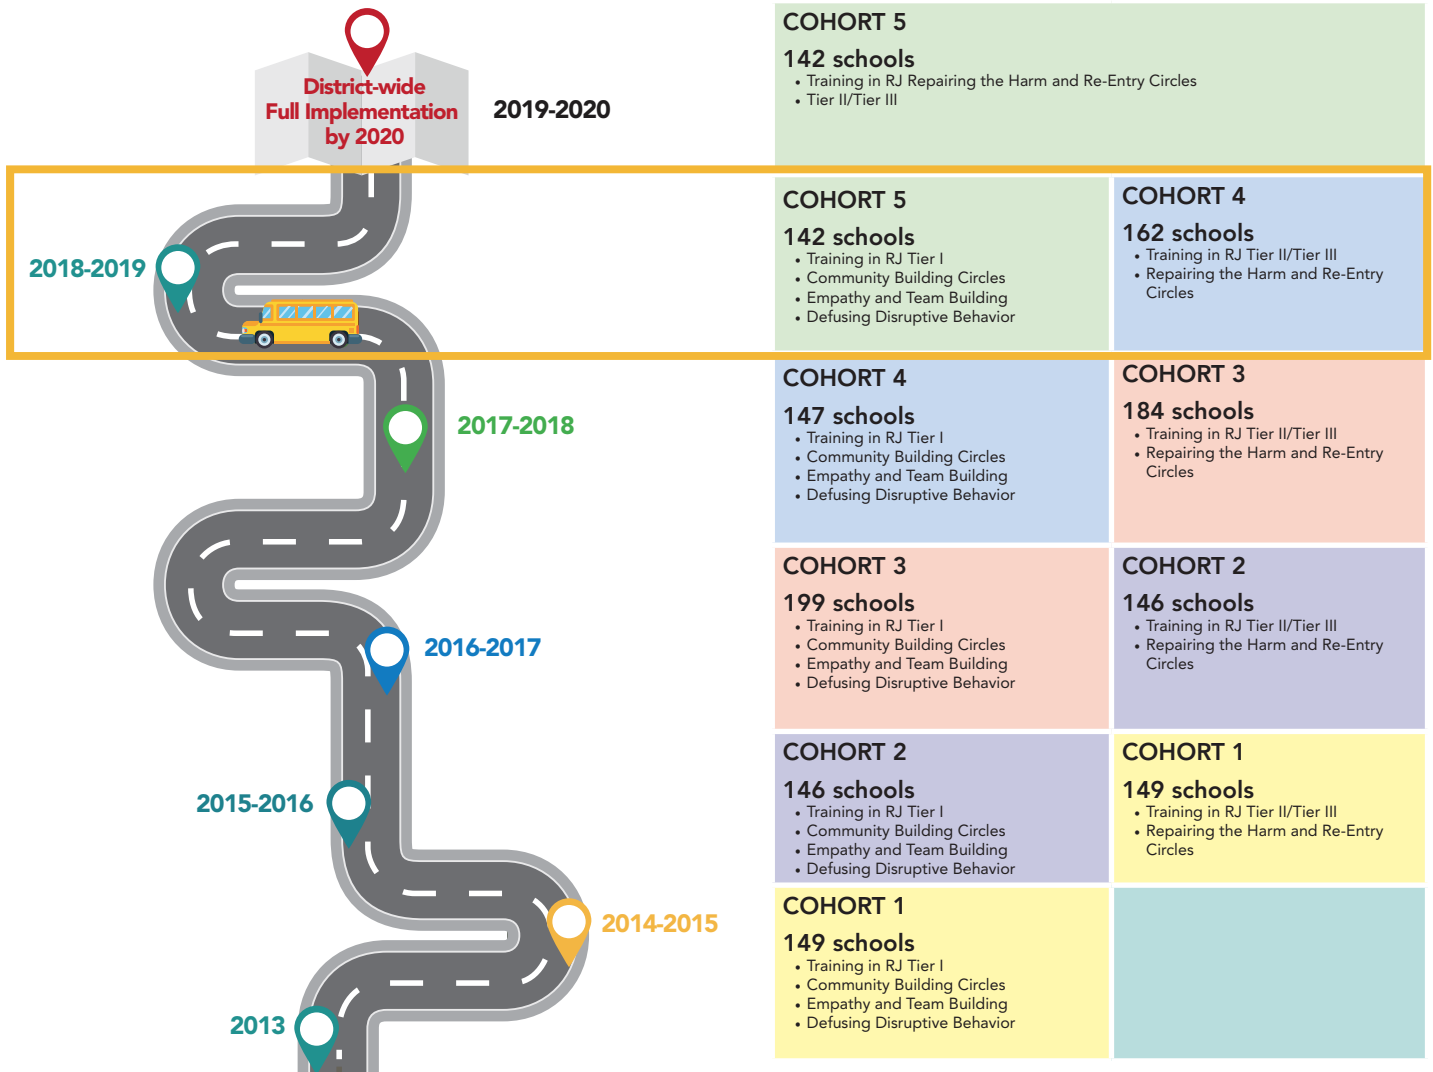 District-wide
Full Implementation
by 2020
2019-2020
COHORT 5
142 schools
• Training in RJ Repairing the Harm and Re-Entry Circles
• Tier II/Tier III
2018-2019
COHORT 5
142 schools
• Training in RJ Tier I
• Community Building Circles
• Empathy and Team Building
• Defusing Disruptive Behavior
COHORT 4
162 schools
• Training in RJ Tier II/Tier III
• Repairing the Harm and Re-Entry
Circles
2017-2018
COHORT 4
147 schools
• Training in RJ Tier I
• Community Building Circles
• Empathy and Team Building
• Defusing Disruptive Behavior
COHORT 3
184 schools
• Training in RJ Tier II/Tier III
• Repairing the Harm and Re-Entry
Circles
2016-2017
COHORT 3
199 schools
• Training in RJ Tier I
• Community Building Circles
• Empathy and Team Building
• Defusing Disruptive Behavior
COHORT 2
146 schools
• Training in RJ Tier II/Tier III
• Repairing the Harm and Re-Entry
Circles
2015-2016
COHORT 2
146 schools
• Training in RJ Tier I
• Community Building Circles
• Empathy and Team Building
• Defusing Disruptive Behavior
COHORT 1
149 schools
• Training in RJ Tier II/Tier III
• Repairing the Harm and Re-Entry
Circles
2014-2015
COHORT 1
149 schools
• Training in RJ Tier I
• Community Building Circles
• Empathy and Team Building
• Defusing Disruptive Behavior
2013